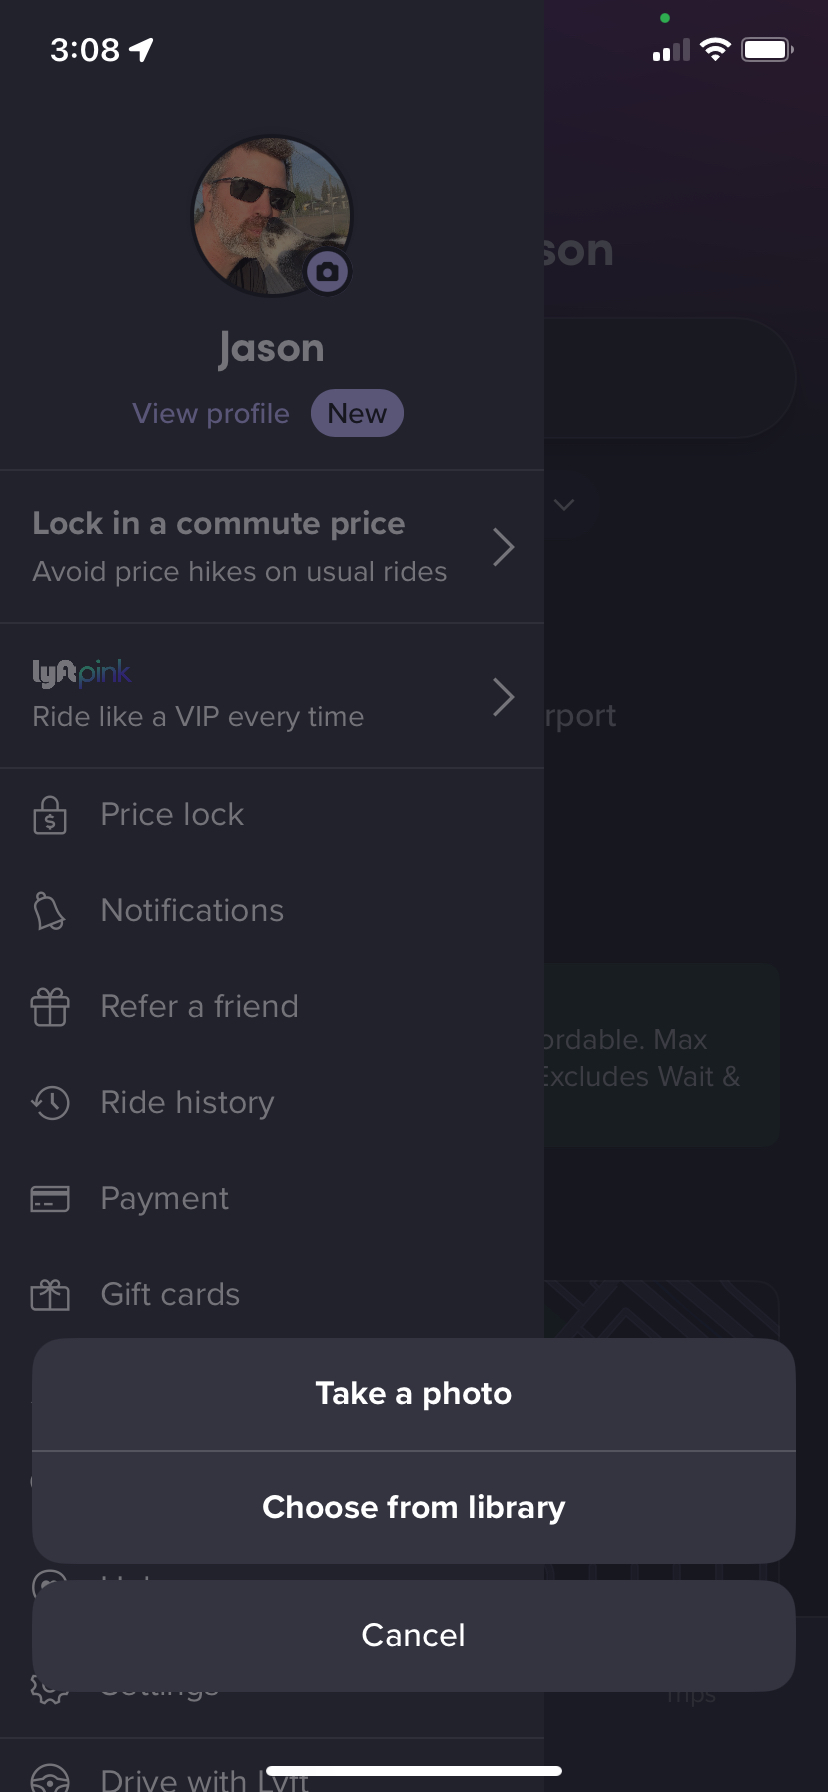 3:08
son
Jason
View profile New
Lock in a commute price
Avoid price hikes on usual rides
lyft pink
Ride like a VIP every time
rport
Price lock
Notifications
Refer a friend
ordable. Max
Excludes Wait &
Ride history
Payment
Gift cards
Take a photo
Choose from library
Cancel
Settings
Trips
Drive with Lyft